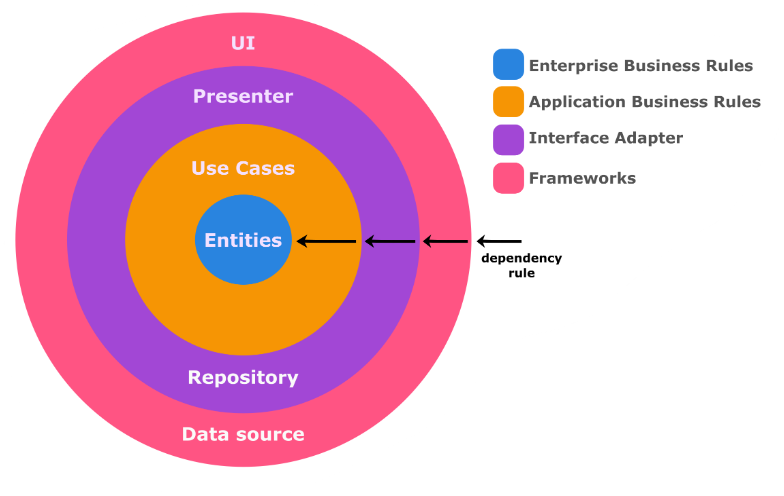 UI
Presenter
Use Cases
Entities
Repository
Data source
Enterprise Business Rules
Application Business Rules
Interface Adapter
Frameworks
dependency
rule